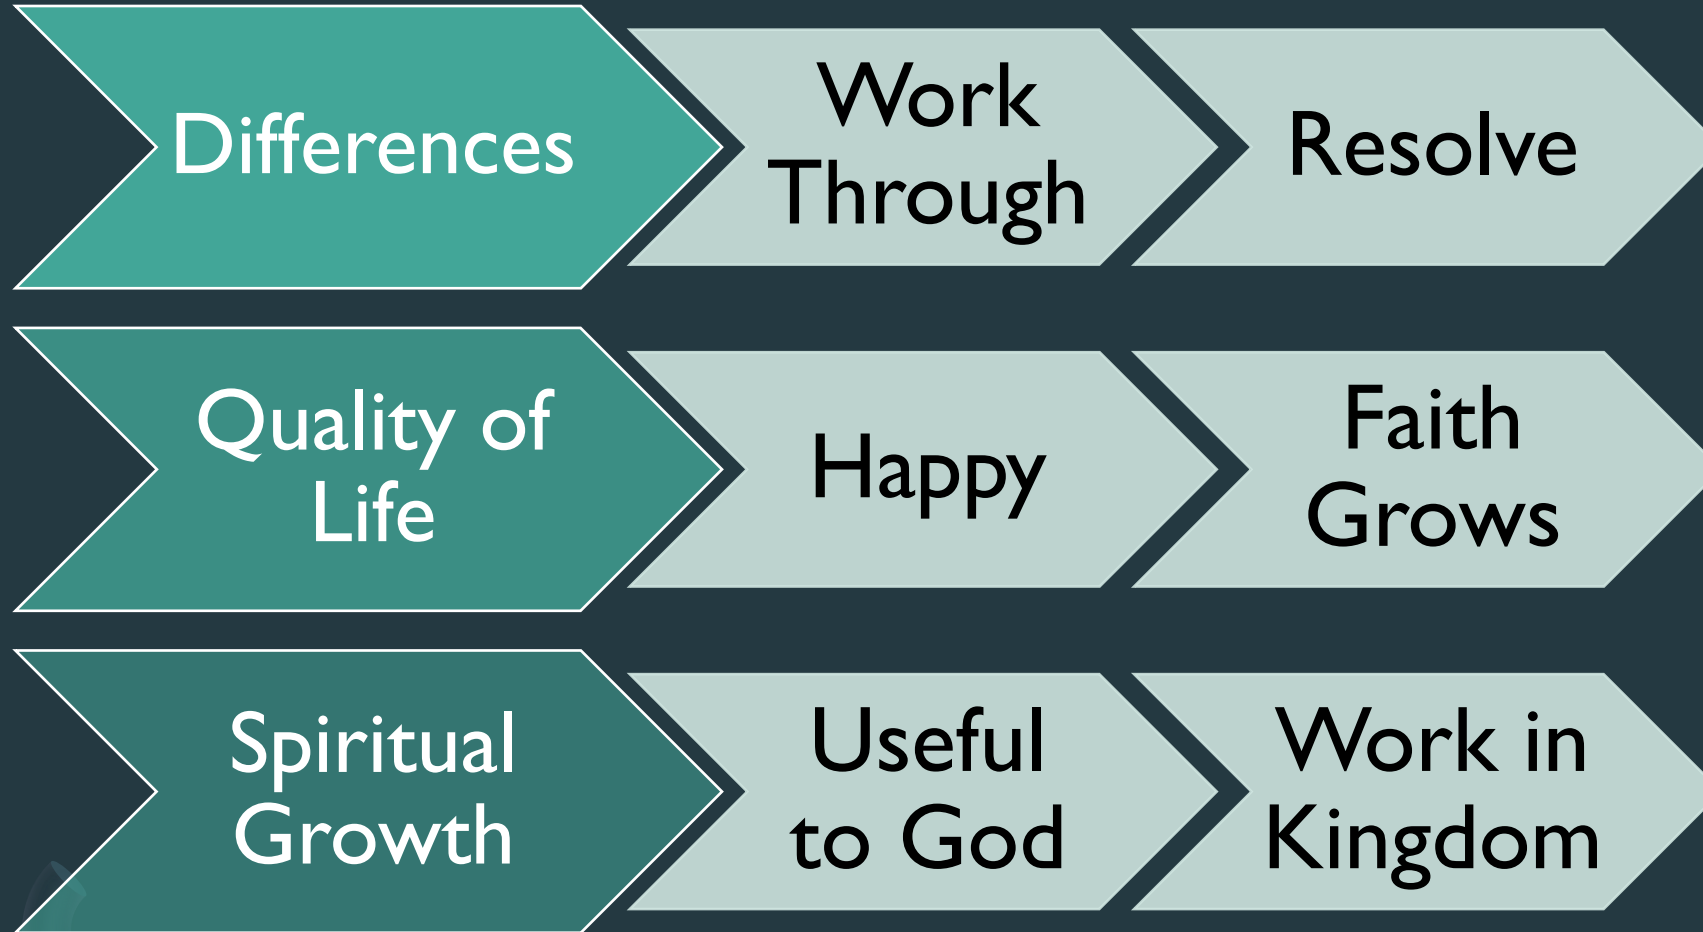 Differences
Work
Through
Resolve
Quality of
Life
Happy
Faith
Grows
Spiritual
Growth
Useful
to God
Work in
Kingdom